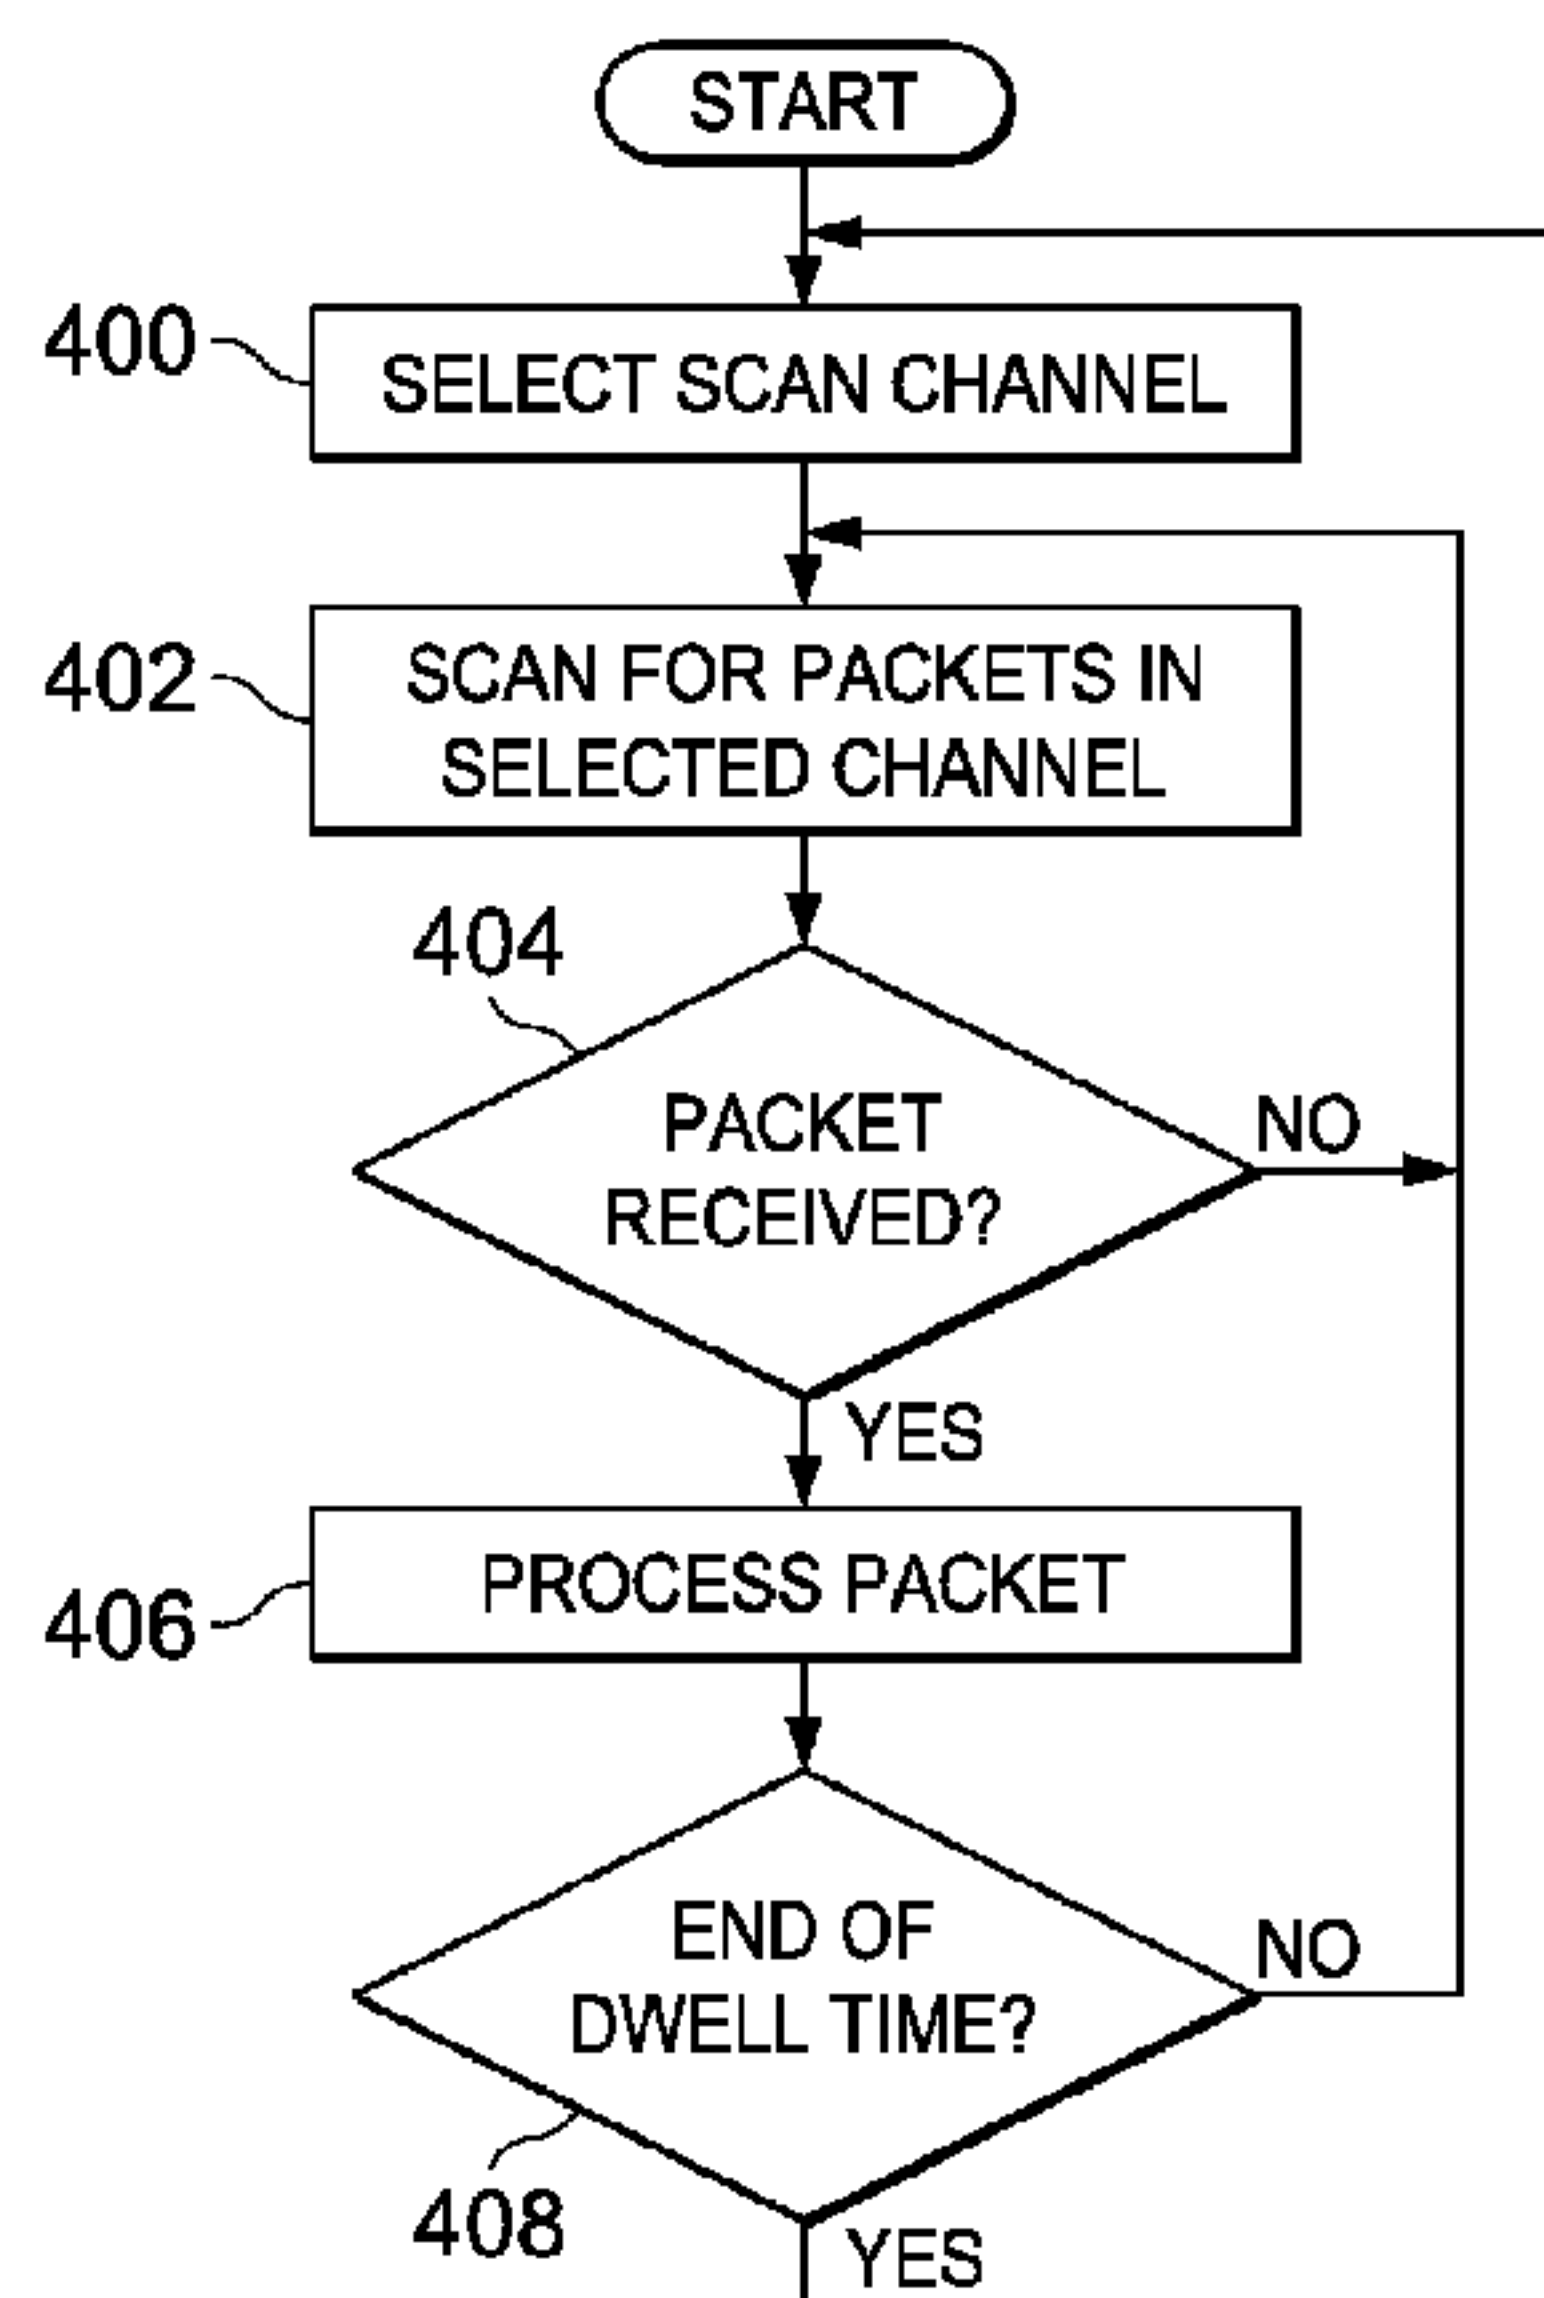 START
400
SELECT SCAN CHANNEL
402
SCAN FOR PACKETS IN
SELECTED CHANNEL
404
PACKET
RECEIVED?
NO
YES
406
PROCESS PACKET
END OF
DWELL TIME?
NO
408
YES